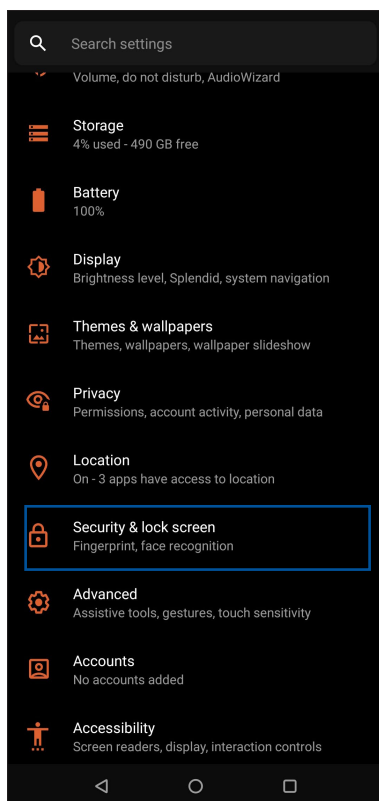 Search settings
Volume, do not disturb, AudioWizard
Storage
4% used - 490 GB free
Battery
100%
Display
Brightness level, Splendid, system navigation
Themes & wallpapers
Themes, wallpapers, wallpaper slideshow
Privacy
Permissions, account activity, personal data
Location
On - 3 apps have access to location
Security & lock screen
Fingerprint, face recognition
Advanced
Assistive tools, gestures, touch sensitivity
Accounts
No accounts added
Accessibility
Screen readers, display, interaction controls